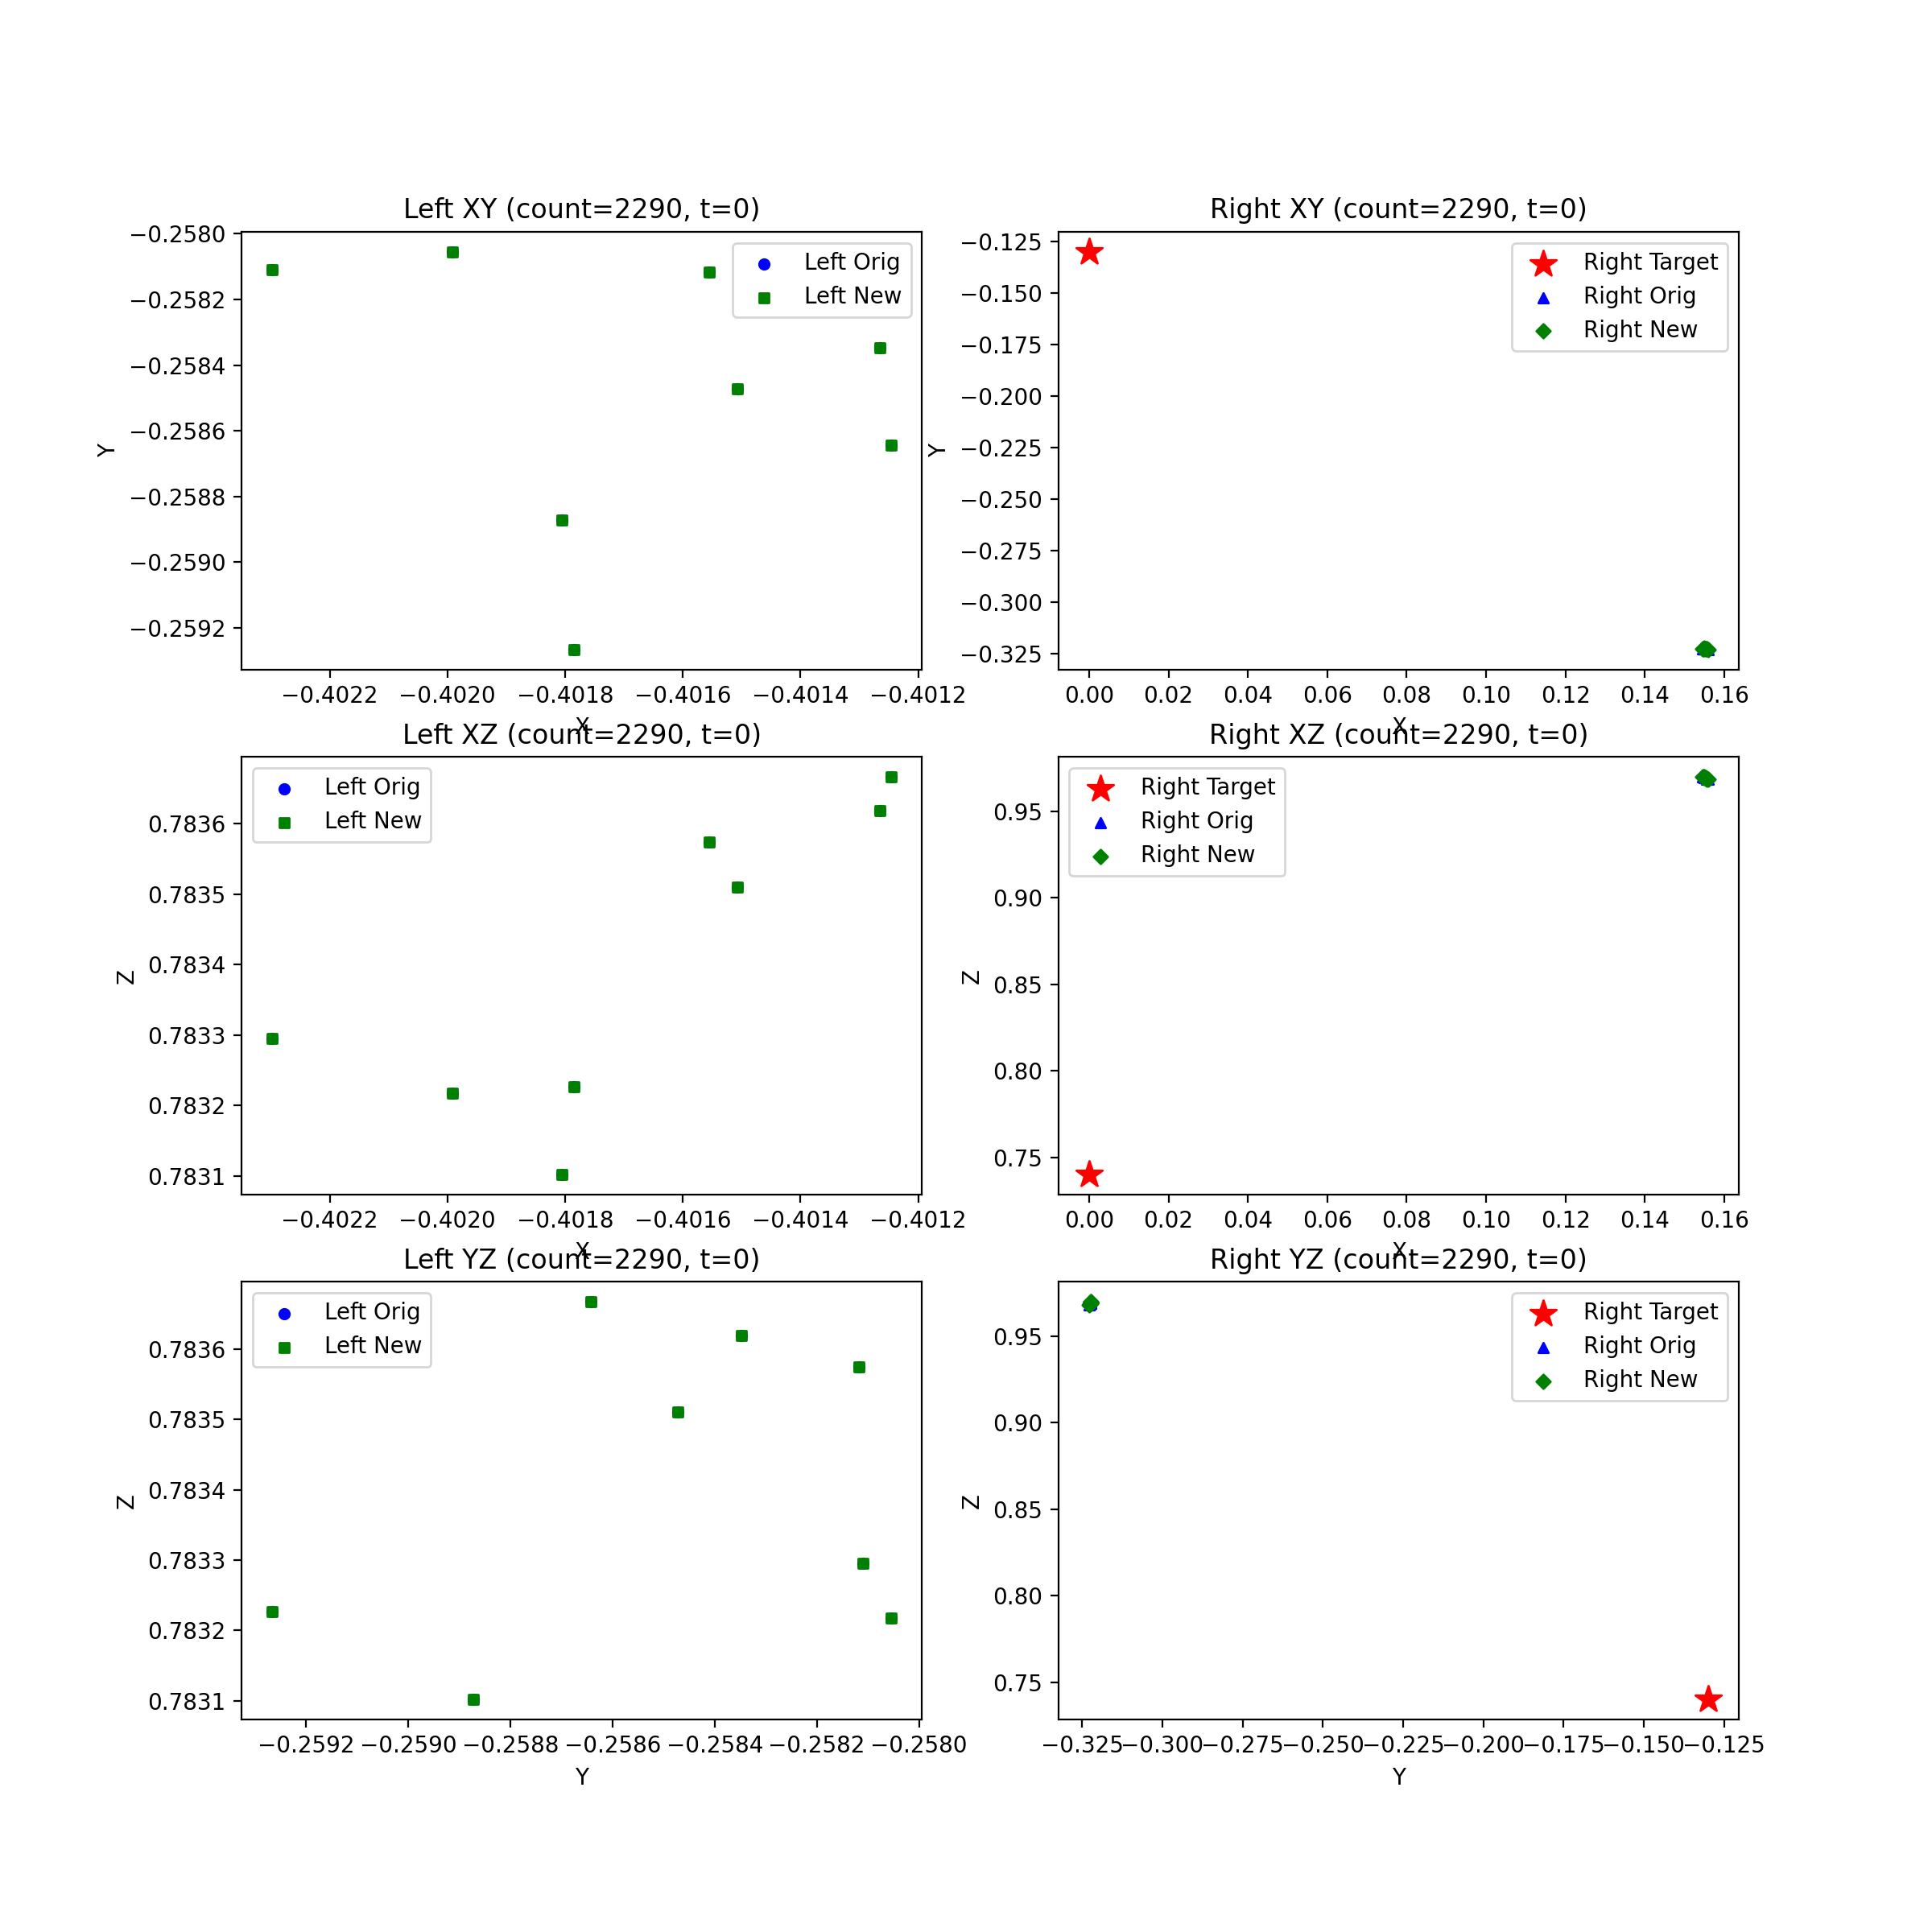 Left XY (count=2290, t=0)
−0.2580
−0.2582
−0.2584
−0.2586
−0.2588
−0.2590
−0.2592
Y
Left Orig
Left New
−0.4022 −0.4020 −0.4018 −0.4016 −0.4014 −0.4012
X
Right XY (count=2290, t=0)
−0.125
−0.150
−0.175
−0.200
−0.225
−0.250
−0.275
−0.300
−0.325
Y
Right Target
Right Orig
Right New
0.00 0.02 0.04 0.06 0.08 0.10 0.12 0.14 0.16
X
Left XZ (count=2290, t=0)
0.7836
0.7835
0.7834
0.7833
0.7832
0.7831
Z
Left Orig
Left New
−0.4022 −0.4020 −0.4018 −0.4016 −0.4014 −0.4012
X
Right XZ (count=2290, t=0)
0.95
0.90
0.85
0.80
0.75
Z
Right Target
Right Orig
Right New
0.00 0.02 0.04 0.06 0.08 0.10 0.12 0.14 0.16
X
Left YZ (count=2290, t=0)
0.7836
0.7835
0.7834
0.7833
0.7832
0.7831
Z
Left Orig
Left New
−0.2592 −0.2590 −0.2588 −0.2586 −0.2584 −0.2582 −0.2580
Y
Right YZ (count=2290, t=0)
0.95
0.90
0.85
0.80
0.75
Z
Right Target
Right Orig
Right New
−0.325 −0.300 −0.275 −0.250 −0.225 −0.200 −0.175 −0.150 −0.125
Y